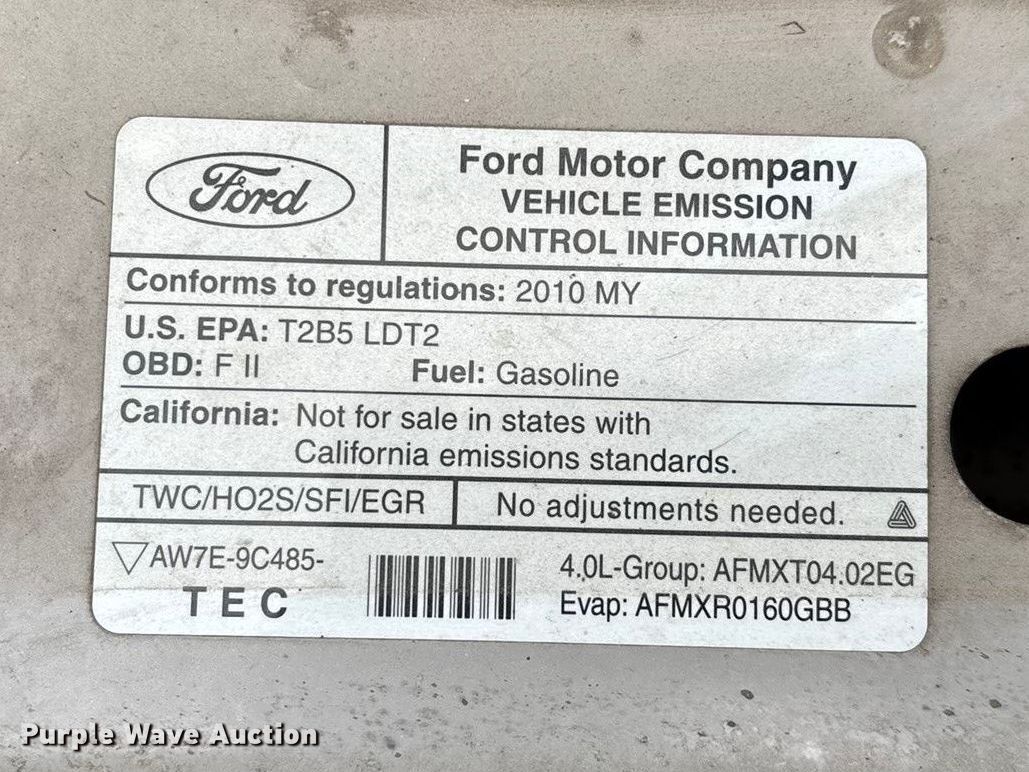 Ford
Ford Motor Company
VEHICLE EMISSION
CONTROL INFORMATION
Conforms to regulations: 2010 MY
U.S. EPA: T2B5 LDT2
OBD: F II Fuel: Gasoline
California: Not for sale in states with
California emissions standards.
TWC/HO2S/SFI/EGR No adjustments needed.
AW7E-9C485-
T E C
4.0L-Group: AFMXT04.02EG
Evap: AFMXR0160GBB
Purple Wave Auction